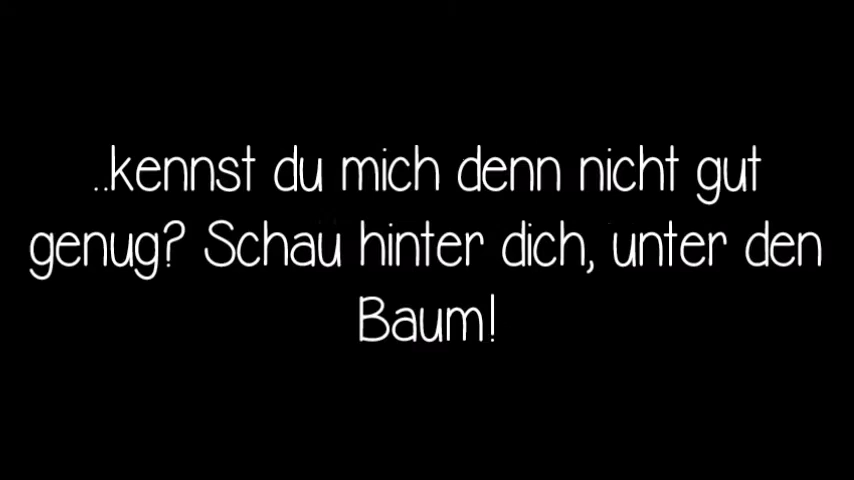 ..kennst du mich denn nicht gut
genug? Schau hinter dich, unter den
Baum!